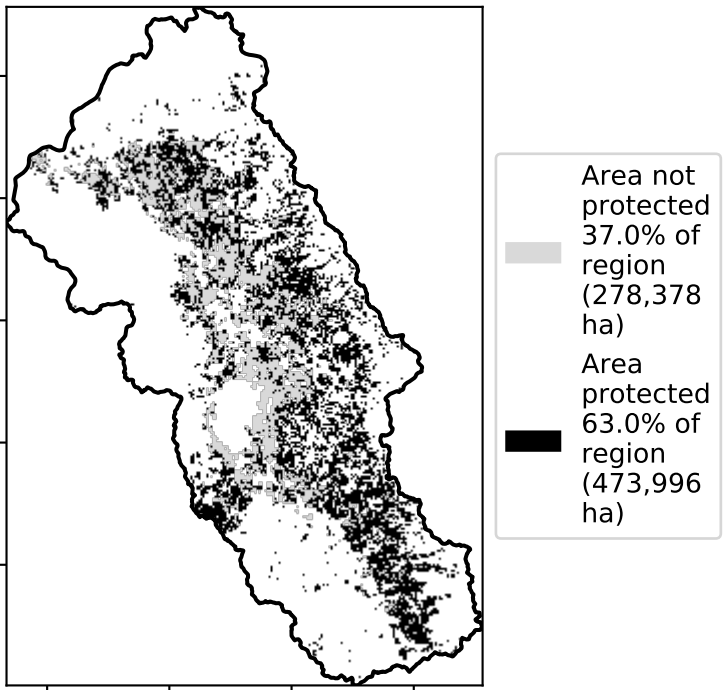 Area not
protected
37.0% of
region
(278,378
ha)
Area
protected
63.0% of
region
(473,996
ha)